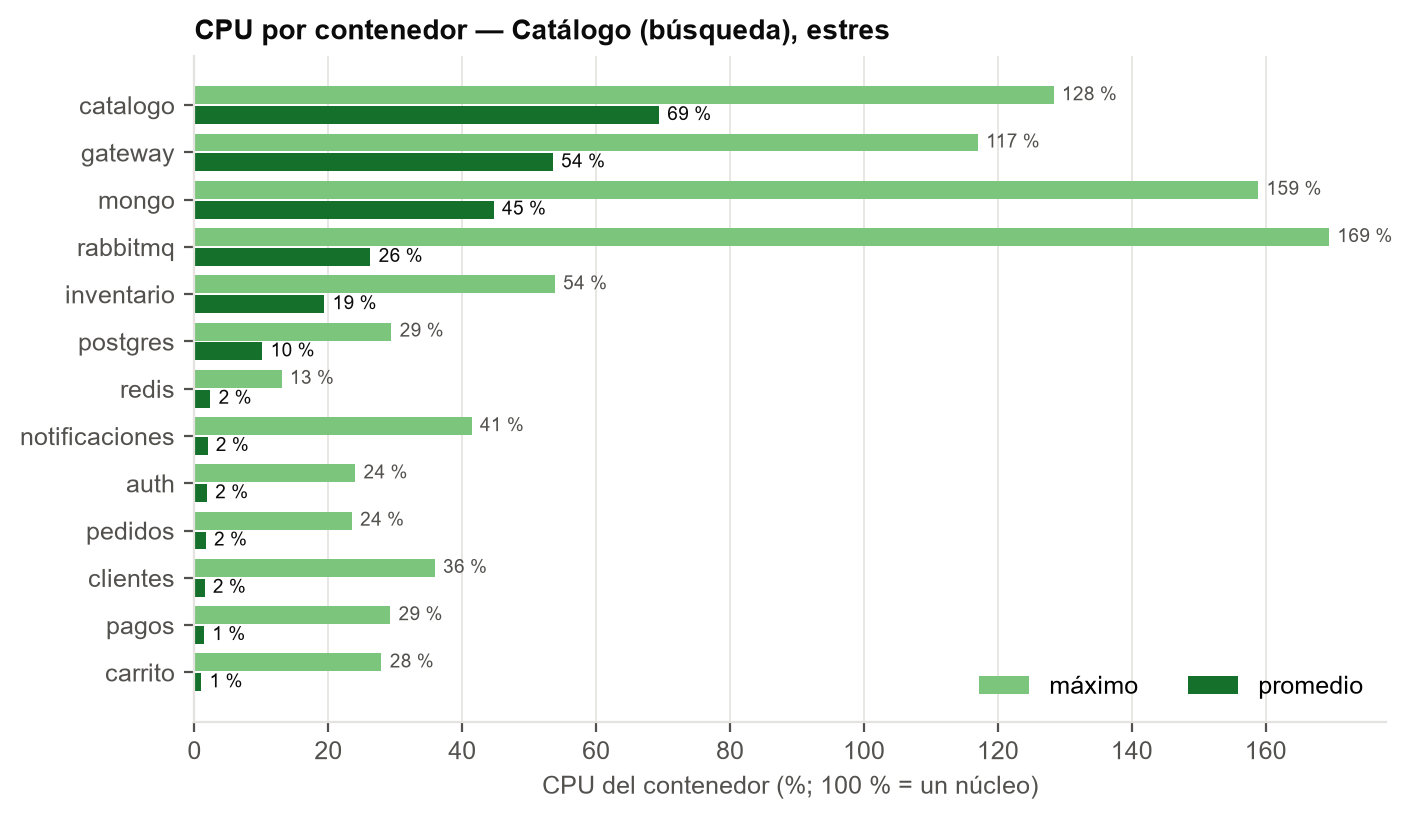 CPU por contenedor — Catálogo (búsqueda), estres
catalogo
128 %
69 %
gateway
117 %
54 %
mongo
159 %
45 %
rabbitmq
169 %
26 %
inventario
54 %
19 %
postgres
29 %
10 %
redis
13 %
2 %
notificaciones
41 %
2 %
auth
24 %
2 %
pedidos
24 %
2 %
clientes
36 %
2 %
pagos
29 %
1 %
carrito
28 %
1 %
máximo promedio
0 20 40 60 80 100 120 140 160
CPU del contenedor (%; 100 % = un núcleo)